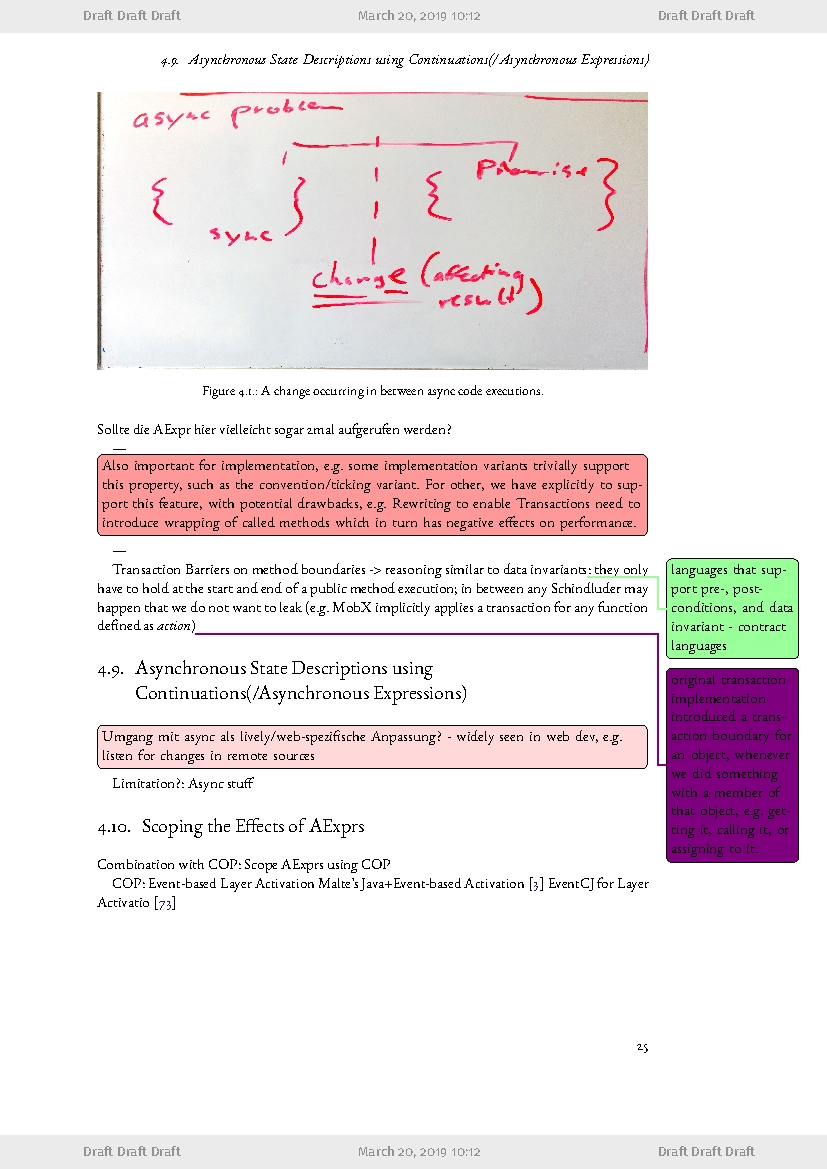 Draft Draft Draft March 20, 2019 10:12 Draft Draft Draft
4.9. Asynchronous State Descriptions using Continuations(/Asynchronous Expressions)
async problem
{ } { Promise }
sync
change (affecting
result)
Figure 4.1.: A change occurring in between async code executions.
Sollte die AExpr hier vielleicht sogar 2mal aufgerufen werden?
—
Also important for implementation, e.g. some implementation variants trivially support
this property, such as the convention/ticking variant. For other, we have explicitly to sup-
port this feature, with potential drawbacks, e.g. Rewriting to enable Transactions need to
introduce wrapping of called methods which in turn has negative effects on performance.
—
Transaction Barriers on method boundaries -> reasoning similar to data invariants: they only
have to hold at the start and end of a public method execution; in between any Schindluder may
happen that we do not want to leak (e.g. MobX implicitly applies a transaction for any function
defined as action)
languages that sup-
port pre-, post-
conditions, and data
invariant - contract
languages
original transaction
implementation
introduced a trans-
action boundary for
an object, whenever
we did something
with a member of
that object, e.g. get-
ting it, calling it, or
assigning to it.
4.9. Asynchronous State Descriptions using
Continuations(/Asynchronous Expressions)
Umgang mit async als lively/web-spezifische Anpassung? - widely seen in web dev, e.g.
listen for changes in remote sources
Limitation?: Async stuff
4.10. Scoping the Effects of AExprs
Combination with COP: Scope AExprs using COP
COP: Event-based Layer Activation Malte's Java+Event-based Activation [3] EventCJ for Layer
Activatio [73]
25
Draft Draft Draft March 20, 2019 10:12 Draft Draft Draft